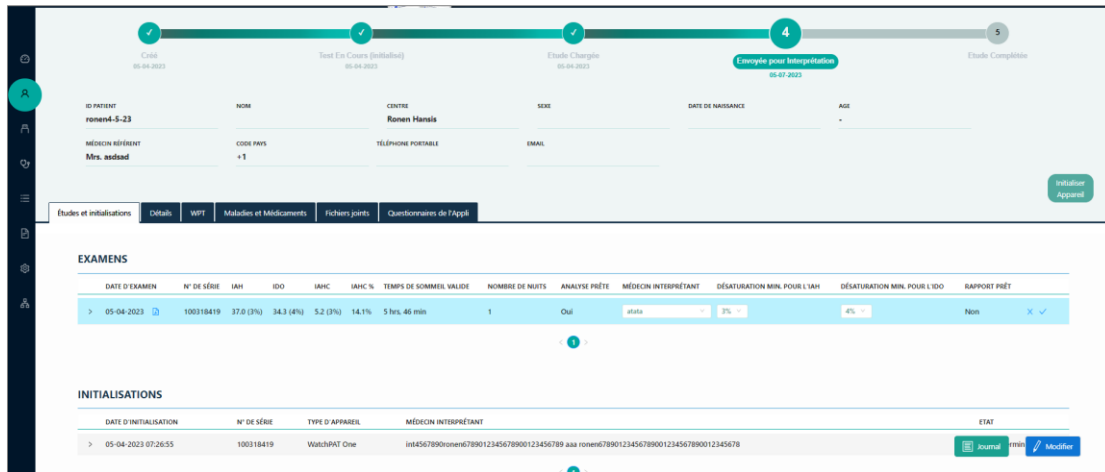 4
5
Créé
Test En Cours (Initialisé)
Etude Chargée
Envoyée pour Interprétation
Etude Complétée
05-04-2023
05-04-2023
05-04-2023
05-07-2023
ID PATIENT NOM CENTRE SEXE DATE DE NAISSANCE AGE
ronen4-5-23 Ronen Hansis -
MÉDECIN RÉFÉRENT CODE PAYS TÉLÉPHONE PORTABLE EMAIL
Mrs. asdsad +1
Initialiser
Appareil
Études et initialisations Détails WPT Maladies et Médicaments Fichiers joints Questionnaires de l'Appli
EXAMENS
DATE D'EXAMEN N° DE SÉRIE IAH IDO IAHC IAHC % TEMPS DE SOMMEIL VALIDE NOMBRE DE NUITS ANALYSE PRÊTE MÉDECIN INTERPRÉTANT DÉSATURATION MIN. POUR L'IAH DÉSATURATION MIN. POUR L'IDO RAPPORT PRÊT
05-04-2023 100318419 37.0 (3%) 34.3 (4%) 5.2 (3%) 14.1% 5 hrs, 46 min 1 Oui atata 3% 4% Non
1
INITIALISATIONS
DATE D'INITIALISATION N° DE SÉRIE TYPE D'APPAREIL MÉDECIN INTERPRÉTANT ETAT
05-04-2023 07:26:55 100318419 WatchPAT One
Journal
Modifier